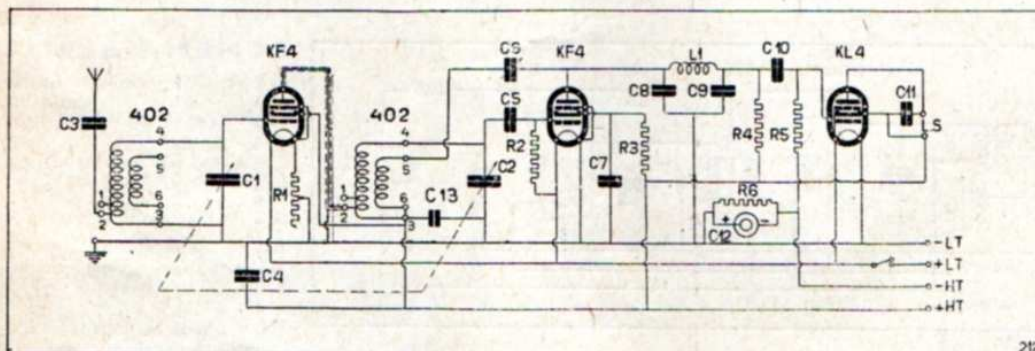 KF4 C6 KF4 L1 C10 KL4
C3 402 402 C5 C8 C9 C11
4 5 4 5 R2 R4 R5 S
C1 R1 C2 R3
1 2 6 3 1 2 6 3 C13 C7 R6
+ -
C12
-LT
C4 +LT
-HT
+HT